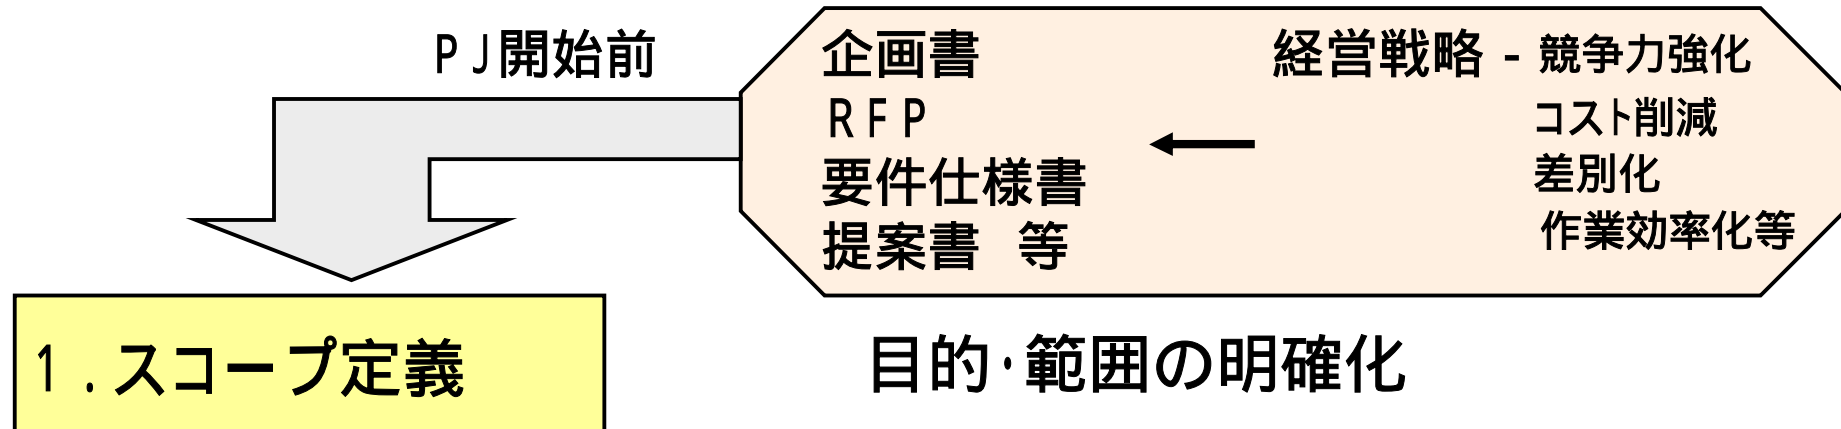 ＰＪ開始前
企画書
ＲＦＰ
要件仕様書
提案書 等
経営戦略 - 競争力強化
コスト削減
差別化
作業効率化等
１．スコープ定義
目的・範囲の明確化